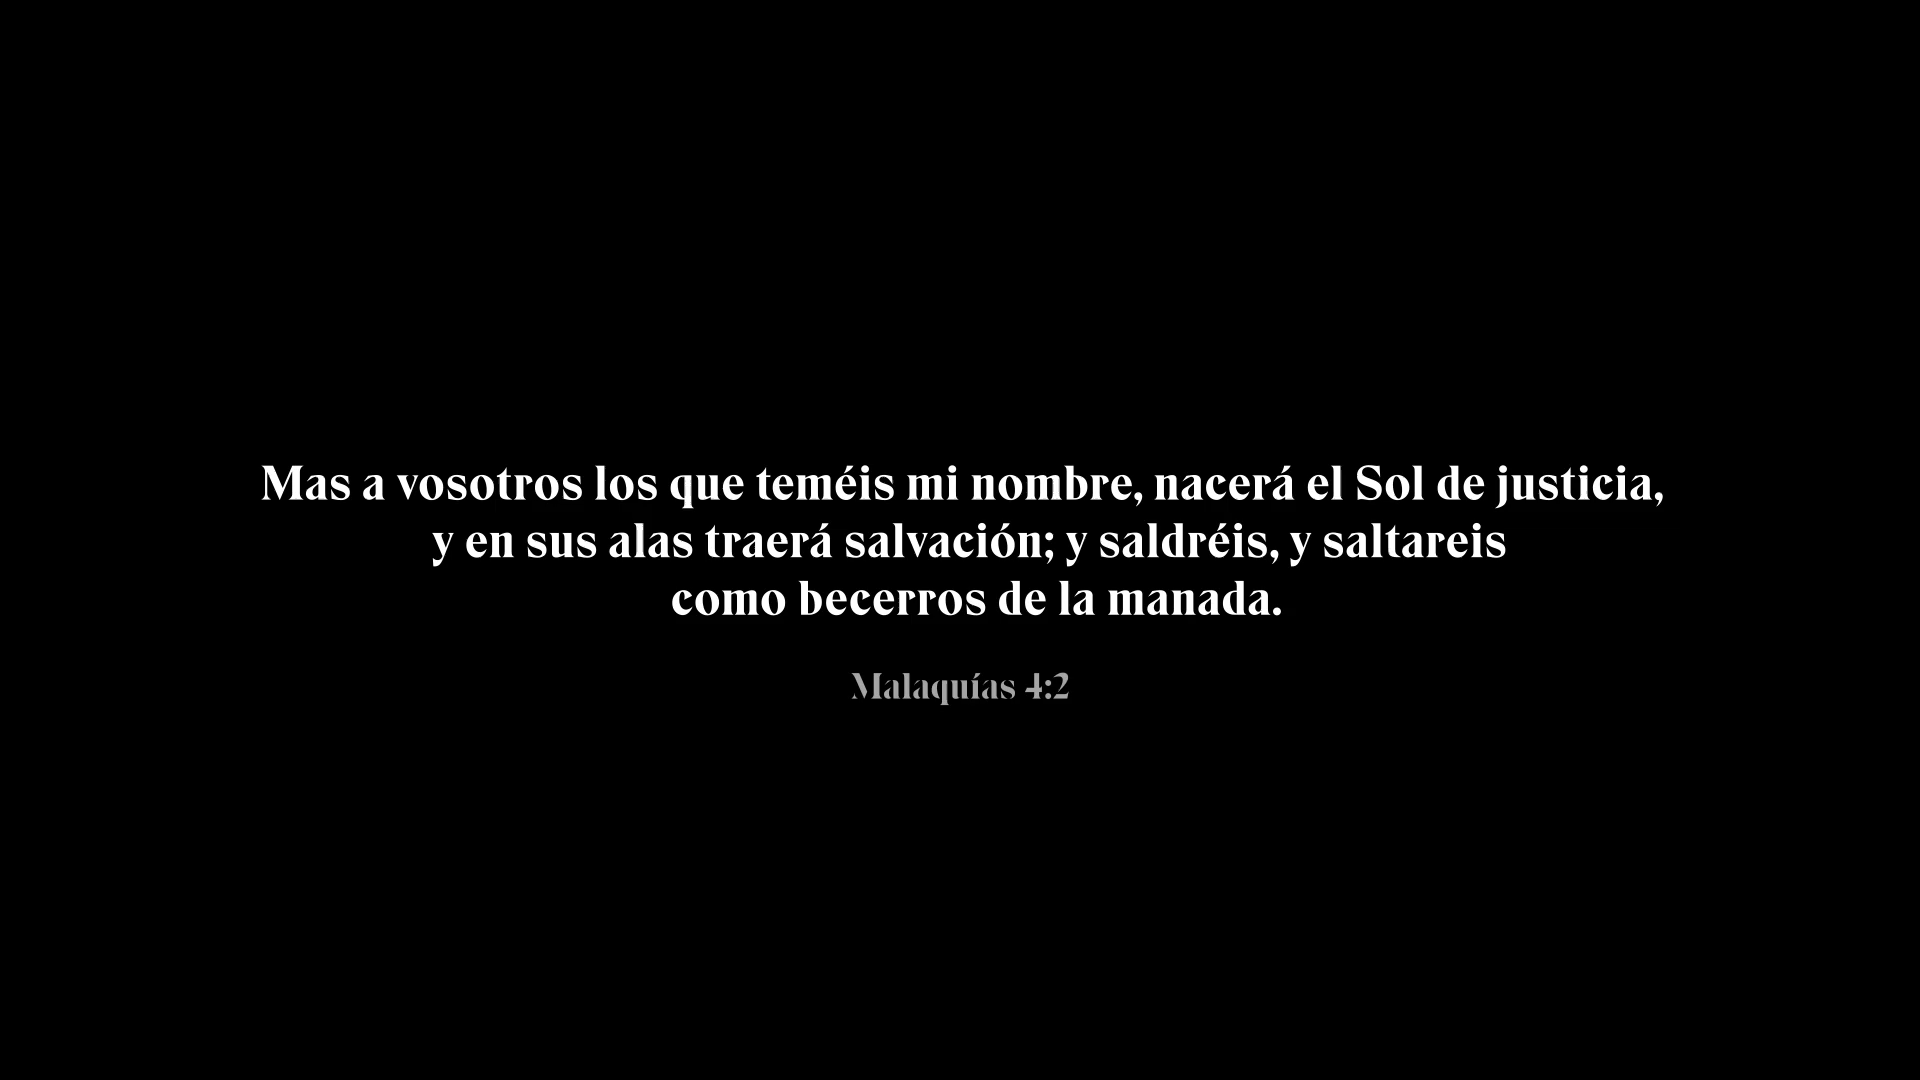 Mas a vosotros los que teméis mi nombre, nacerá el Sol de justicia,
y en sus alas traerá salvación; y saldréis, y saltareis
como becerros de la manada.
Malaquías 4:2